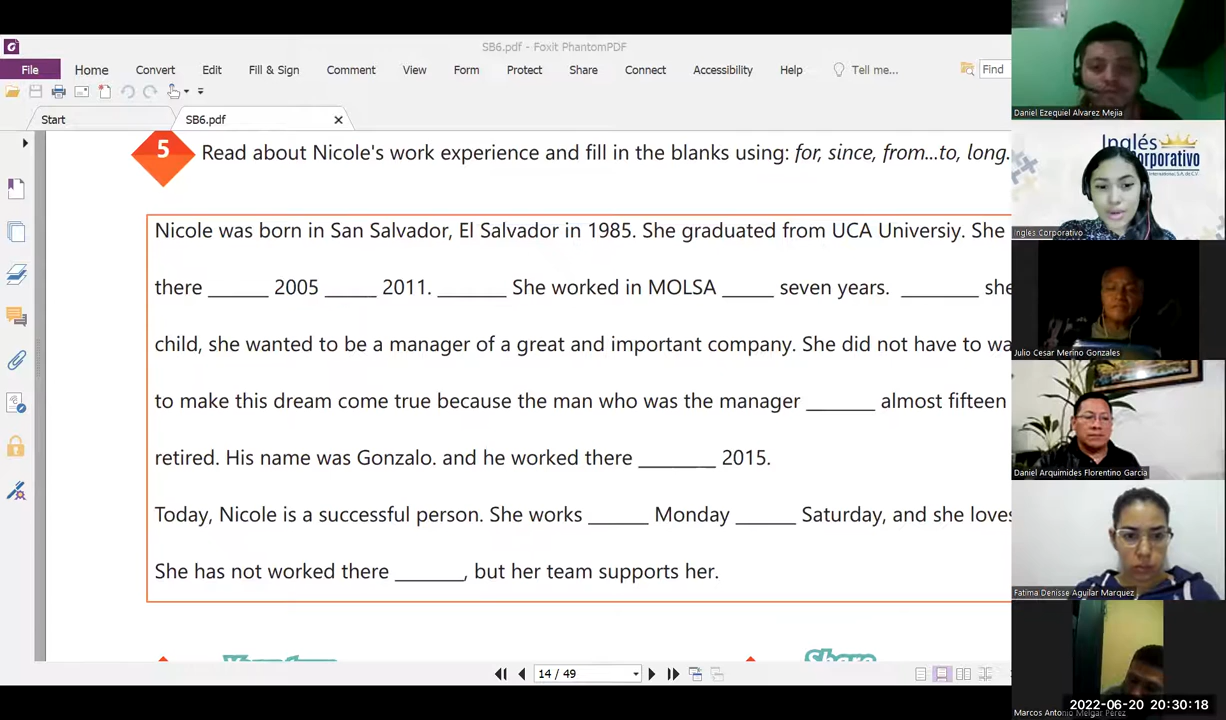 SB6.pdf - Foxit PhantomPDF
File Home Convert Edit Fill & Sign Comment View Form Protect Share Connect Accessibility Help Tell me... Find
Start SB6.pdf
5 Read about Nicole's work experience and fill in the blanks using: for, since, from...to, long.
Nicole was born in San Salvador, El Salvador in 1985. She graduated from UCA Universiy. She
there ______ 2005 _____ 2011. _______ She worked in MOLSA _____ seven years. ________ she
child, she wanted to be a manager of a great and important company. She did not have to wa
to make this dream come true because the man who was the manager _______ almost fifteen
retired. His name was Gonzalo. and he worked there ________ 2015.
Today, Nicole is a successful person. She works ______ Monday ______ Saturday, and she loves
She has not worked there _______, but her team supports her.
Share
14 / 49
Daniel Ezequiel Alvarez Mejia
Inglés
Corporativo
Inglés Corporativo
Julio Cesar Merino Gonzales
Daniel Arquimides Florentino Garcia
Fatima Denisse Aguilar Marquez
Marcos Antonio Melgar Perez
2022-06-20 20:30:18